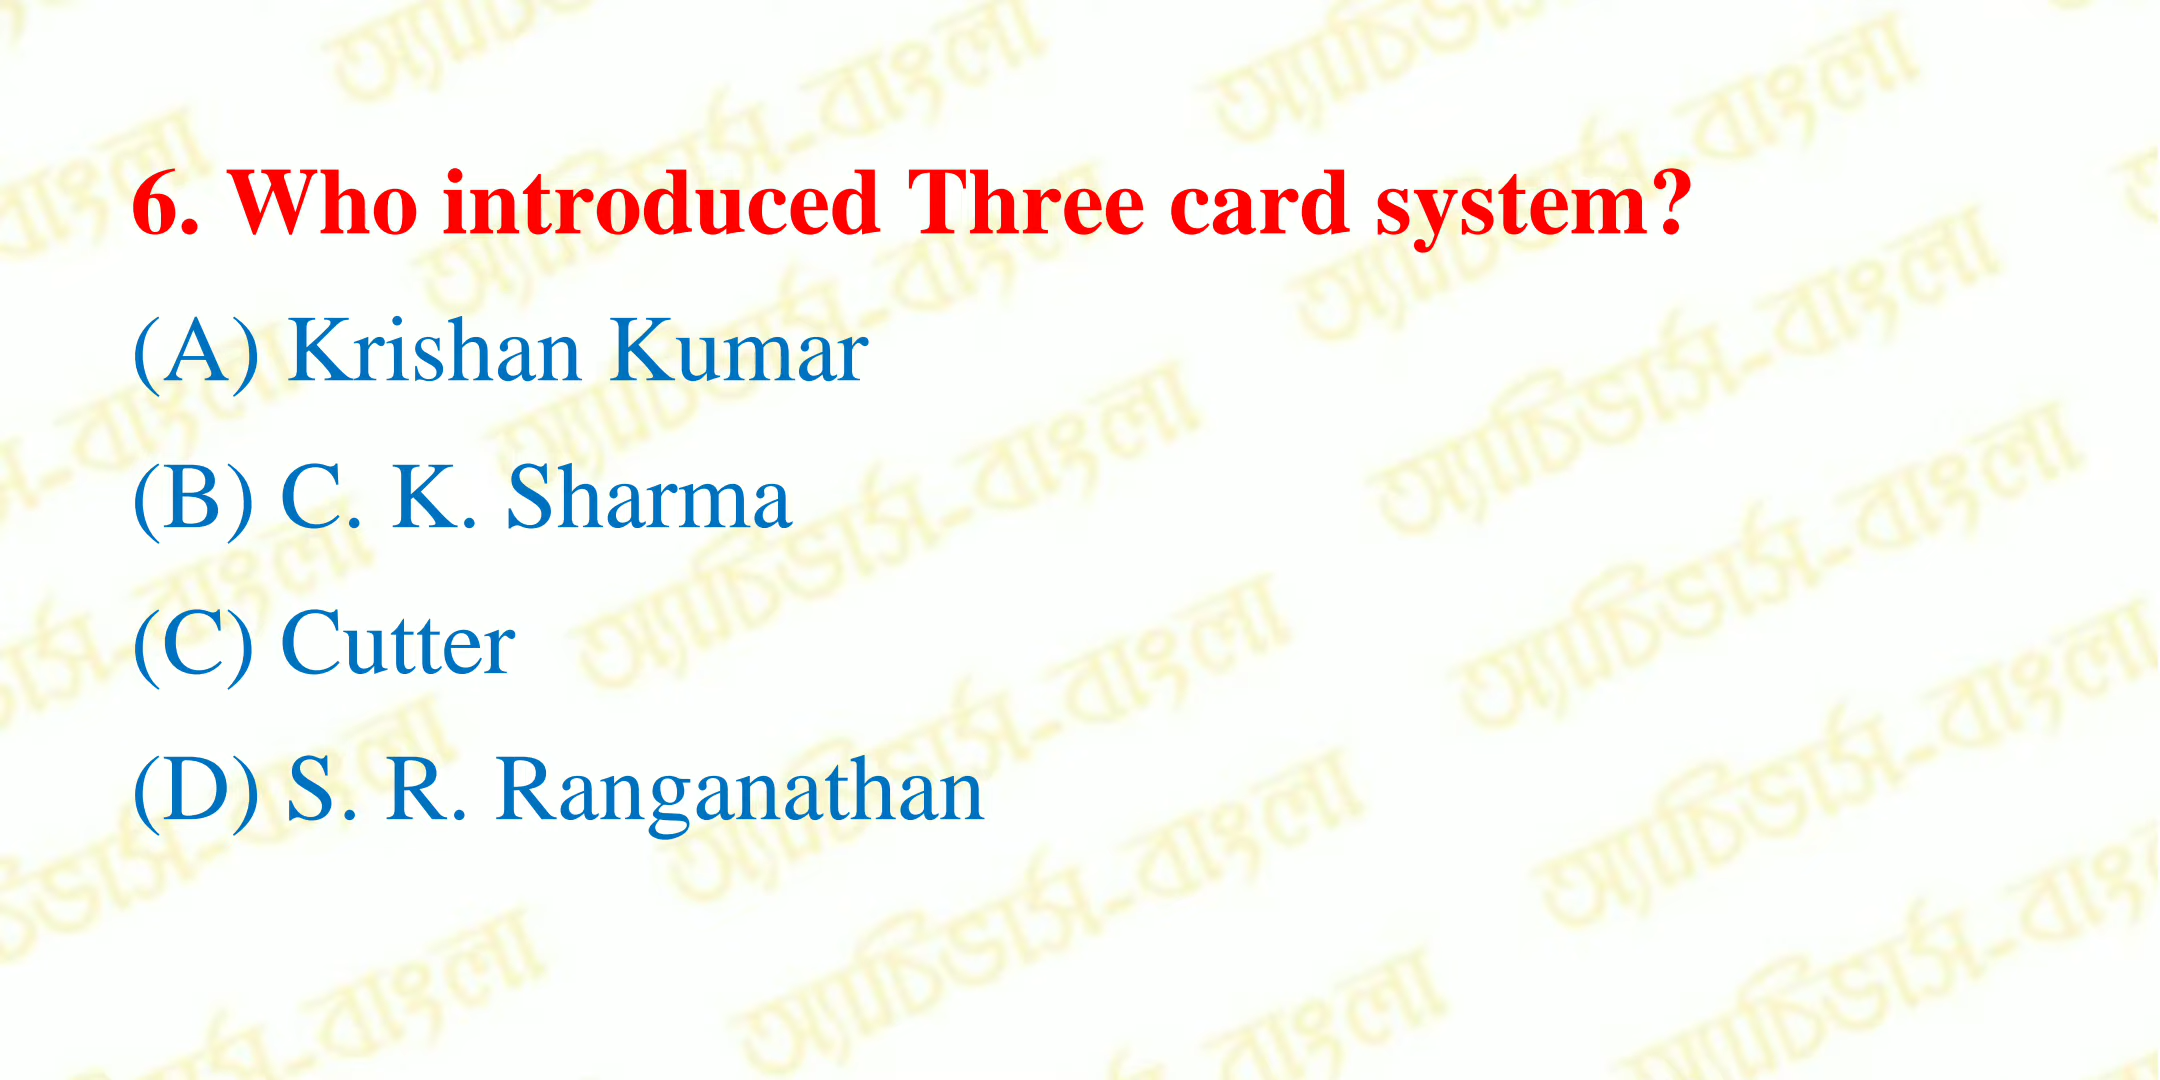 6. Who introduced Three card system?
(A) Krishan Kumar
(B) C. K. Sharma
(C) Cutter
(D) S. R. Ranganathan